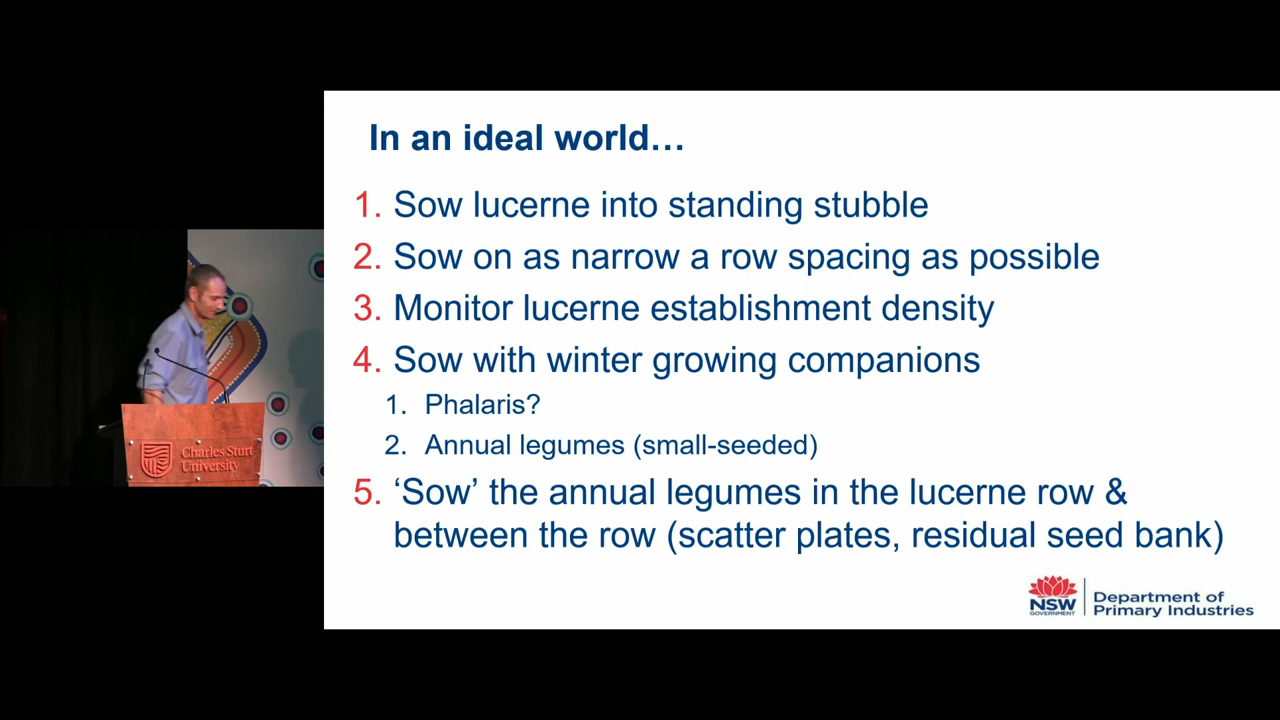 In an ideal world…
1. Sow lucerne into standing stubble
2. Sow on as narrow a row spacing as possible
3. Monitor lucerne establishment density
4. Sow with winter growing companions
1. Phalaris?
2. Annual legumes (small-seeded)
5. ‘Sow’ the annual legumes in the lucerne row &
between the row (scatter plates, residual seed bank)
NSW
GOVERNMENT
Department of
Primary Industries
Charles Sturt
University